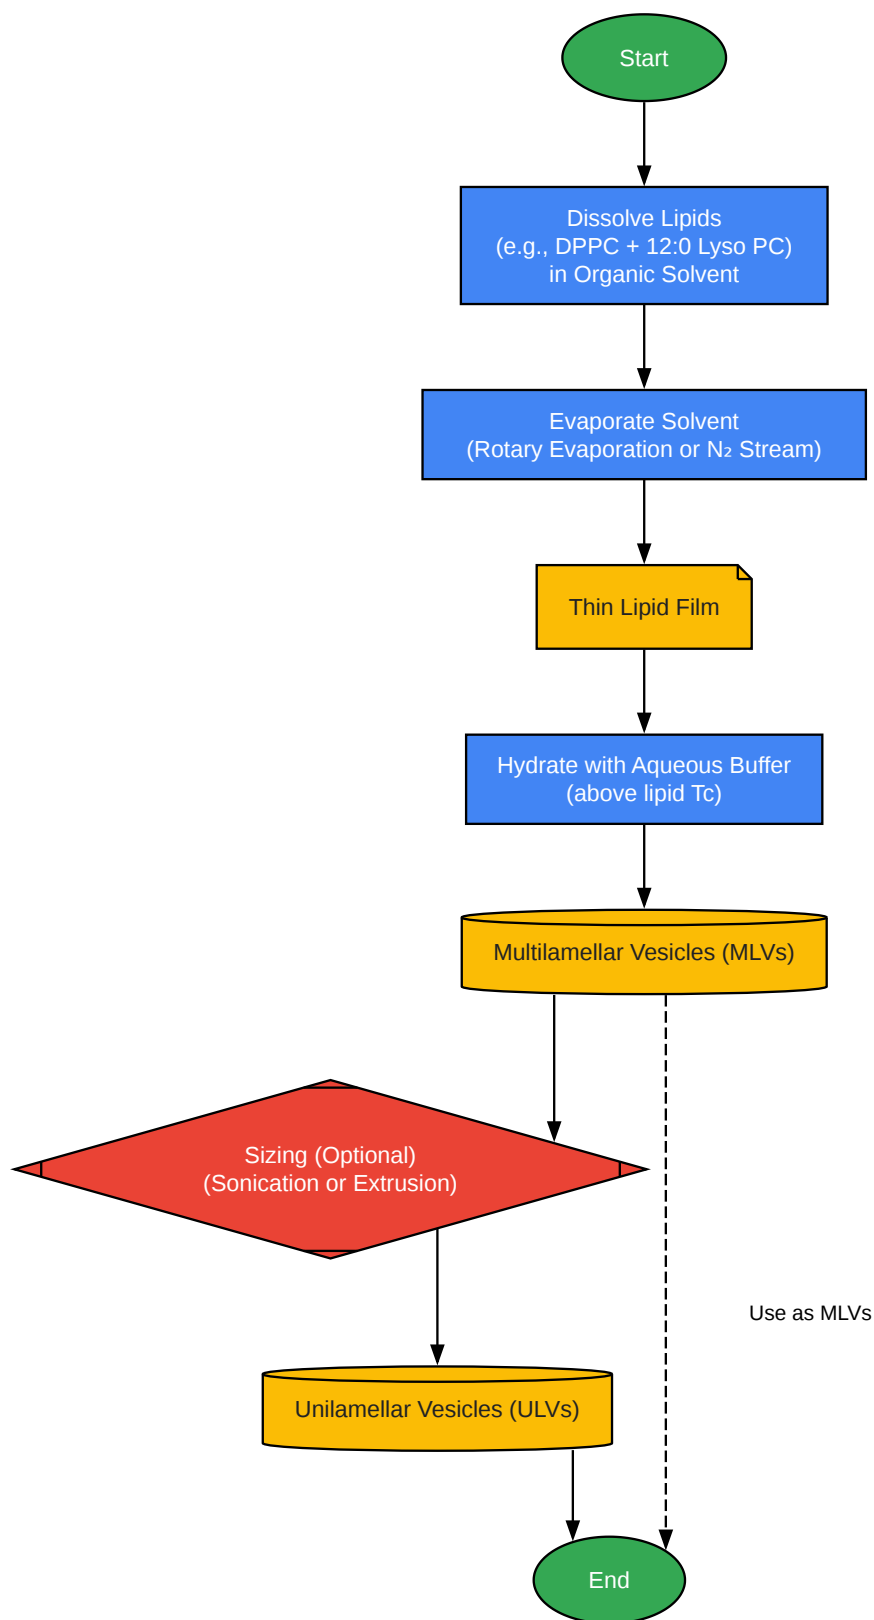 Start
Dissolve Lipids
(e.g., DPPC + 12:0 Lyso PC)
in Organic Solvent
Evaporate Solvent
(Rotary Evaporation or N₂ Stream)
Thin Lipid Film
Hydrate with Aqueous Buffer
(above lipid Tc)
Multilamellar Vesicles (MLVs)
Sizing (Optional)
(Sonication or Extrusion)
Use as MLVs
Unilamellar Vesicles (ULVs)
End